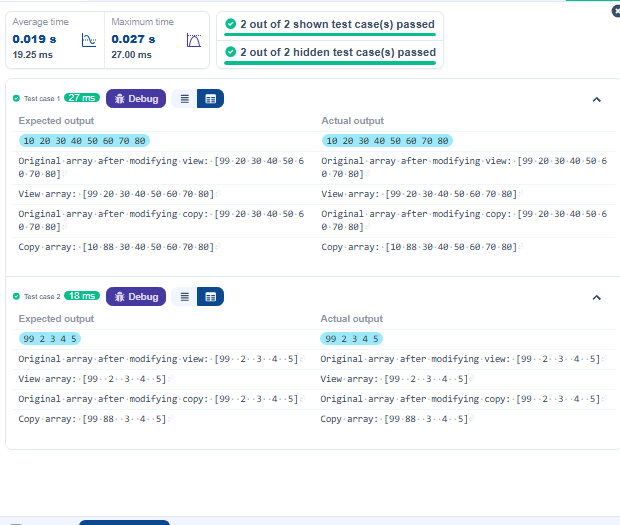 Average time
Maximum time
0.019 s
0.027 s
19.25 ms
27.00 ms
2 out of 2 shown test case(s) passed
2 out of 2 hidden test case(s) passed
Test case 1 27 ms Debug
Expected output
Actual output
10 20 30 40 50 60 70 80
10 20 30 40 50 60 70 80
Original·array·after·modifying·view:·[99·20·30·40·50·6
0·70·80]
Original·array·after·modifying·view:·[99·20·30·40·50·6
0·70·80]
View·array:·[99·20·30·40·50·60·70·80]
View·array:·[99·20·30·40·50·60·70·80]
Original·array·after·modifying·copy:·[99·20·30·40·50·6
0·70·80]
Original·array·after·modifying·copy:·[99·20·30·40·50·6
0·70·80]
Copy·array:·[10·88·30·40·50·60·70·80]
Copy·array:·[10·88·30·40·50·60·70·80]
Test case 2 18 ms Debug
Expected output
Actual output
99 2 3 4 5
99 2 3 4 5
Original·array·after·modifying·view:·[99··2··3··4··5]
Original·array·after·modifying·view:·[99··2··3··4··5]
View·array:·[99··2··3··4··5]
View·array:·[99··2··3··4··5]
Original·array·after·modifying·copy:·[99··2··3··4··5]
Original·array·after·modifying·copy:·[99··2··3··4··5]
Copy·array:·[99·88··3··4··5]
Copy·array:·[99·88··3··4··5]